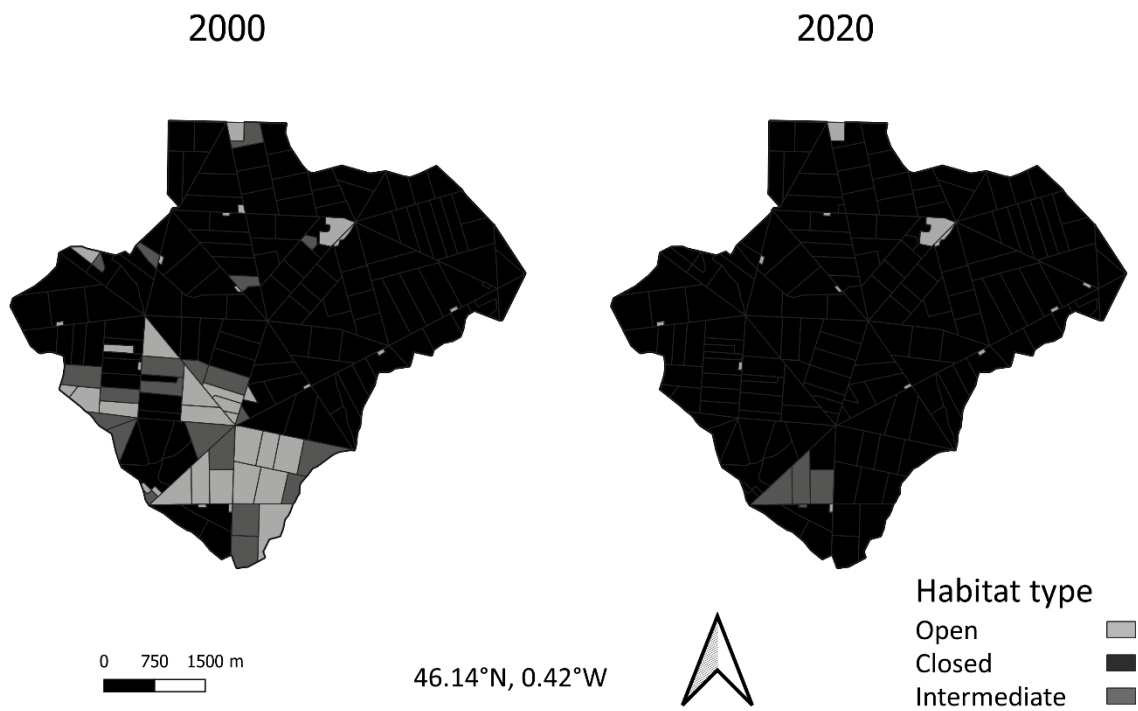 2000
2020
Habitat type
Open
Closed
Intermediate
0 750 1500 m
46.14°N, 0.42°W